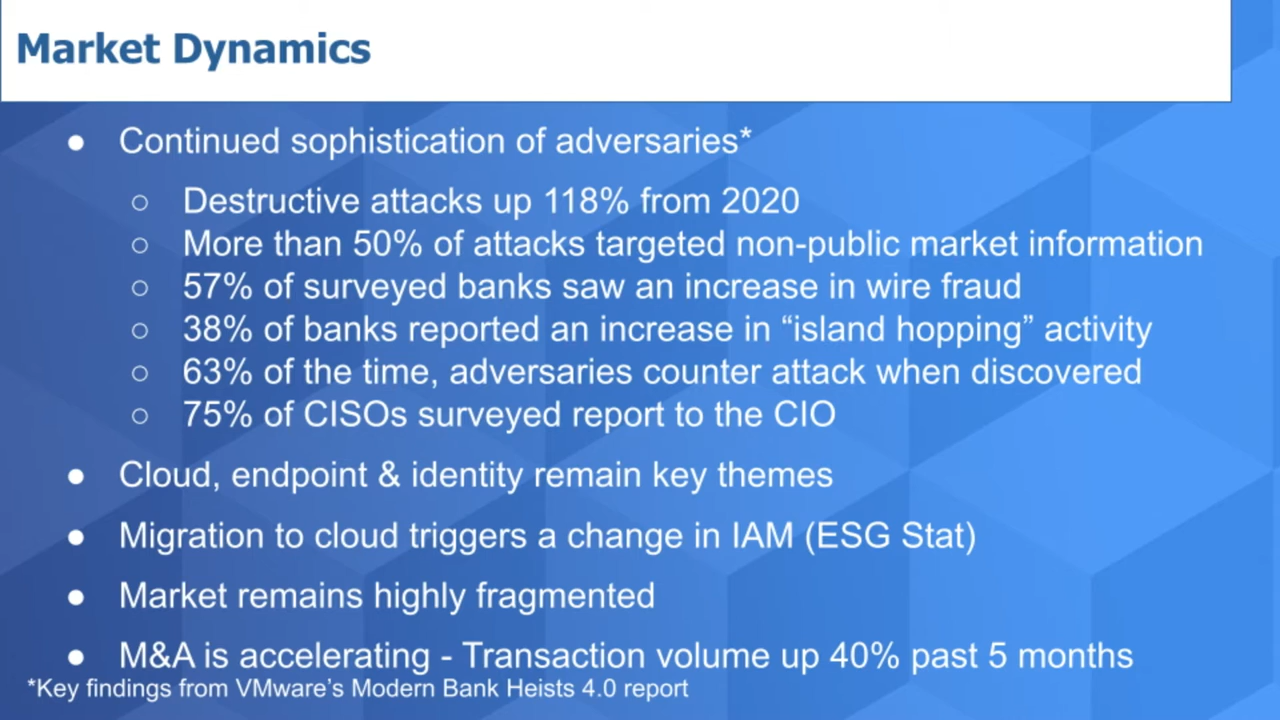 Market Dynamics
● Continued sophistication of adversaries*
○ Destructive attacks up 118% from 2020
○ More than 50% of attacks targeted non-public market information
○ 57% of surveyed banks saw an increase in wire fraud
○ 38% of banks reported an increase in “island hopping” activity
○ 63% of the time, adversaries counter attack when discovered
○ 75% of CISOs surveyed report to the CIO
● Cloud, endpoint & identity remain key themes
● Migration to cloud triggers a change in IAM (ESG Stat)
● Market remains highly fragmented
● M&A is accelerating - Transaction volume up 40% past 5 months
*Key findings from VMware’s Modern Bank Heists 4.0 report